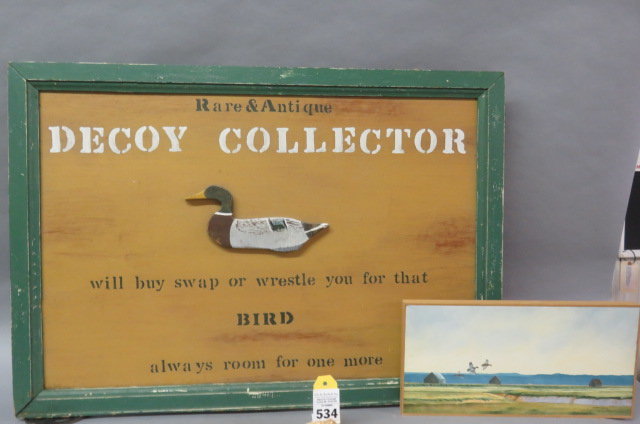 Rare & Antique
DECOY COLLECTOR
will buy swap or wrestle you for that
BIRD
always room for one more
534